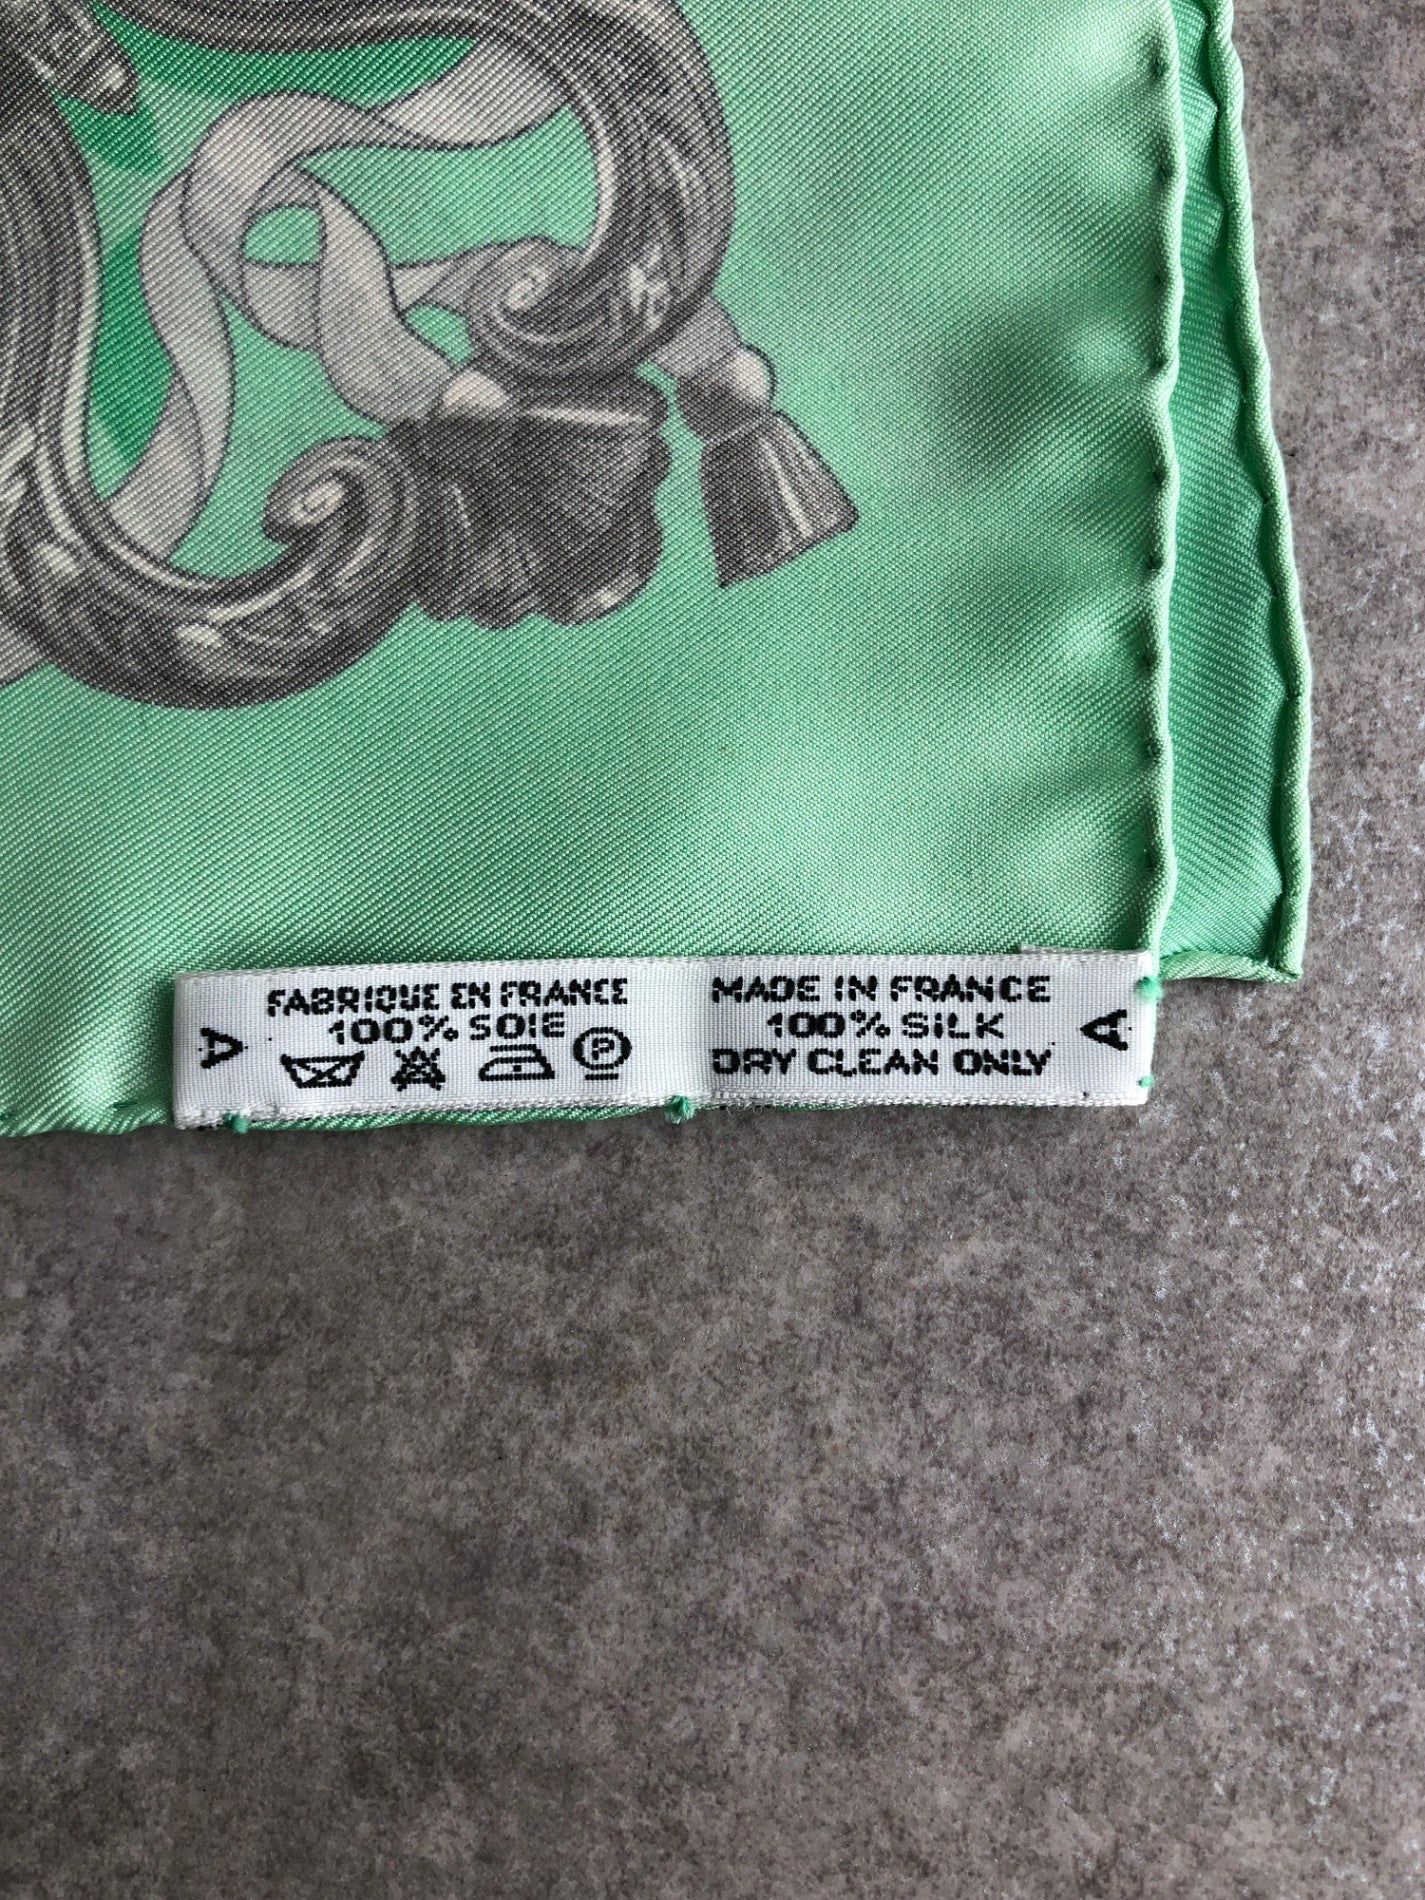 FABRIQUE EN FRANCE
100% SOIE
P
A
MADE IN FRANCE
100% SILK
DRY CLEAN ONLY
A